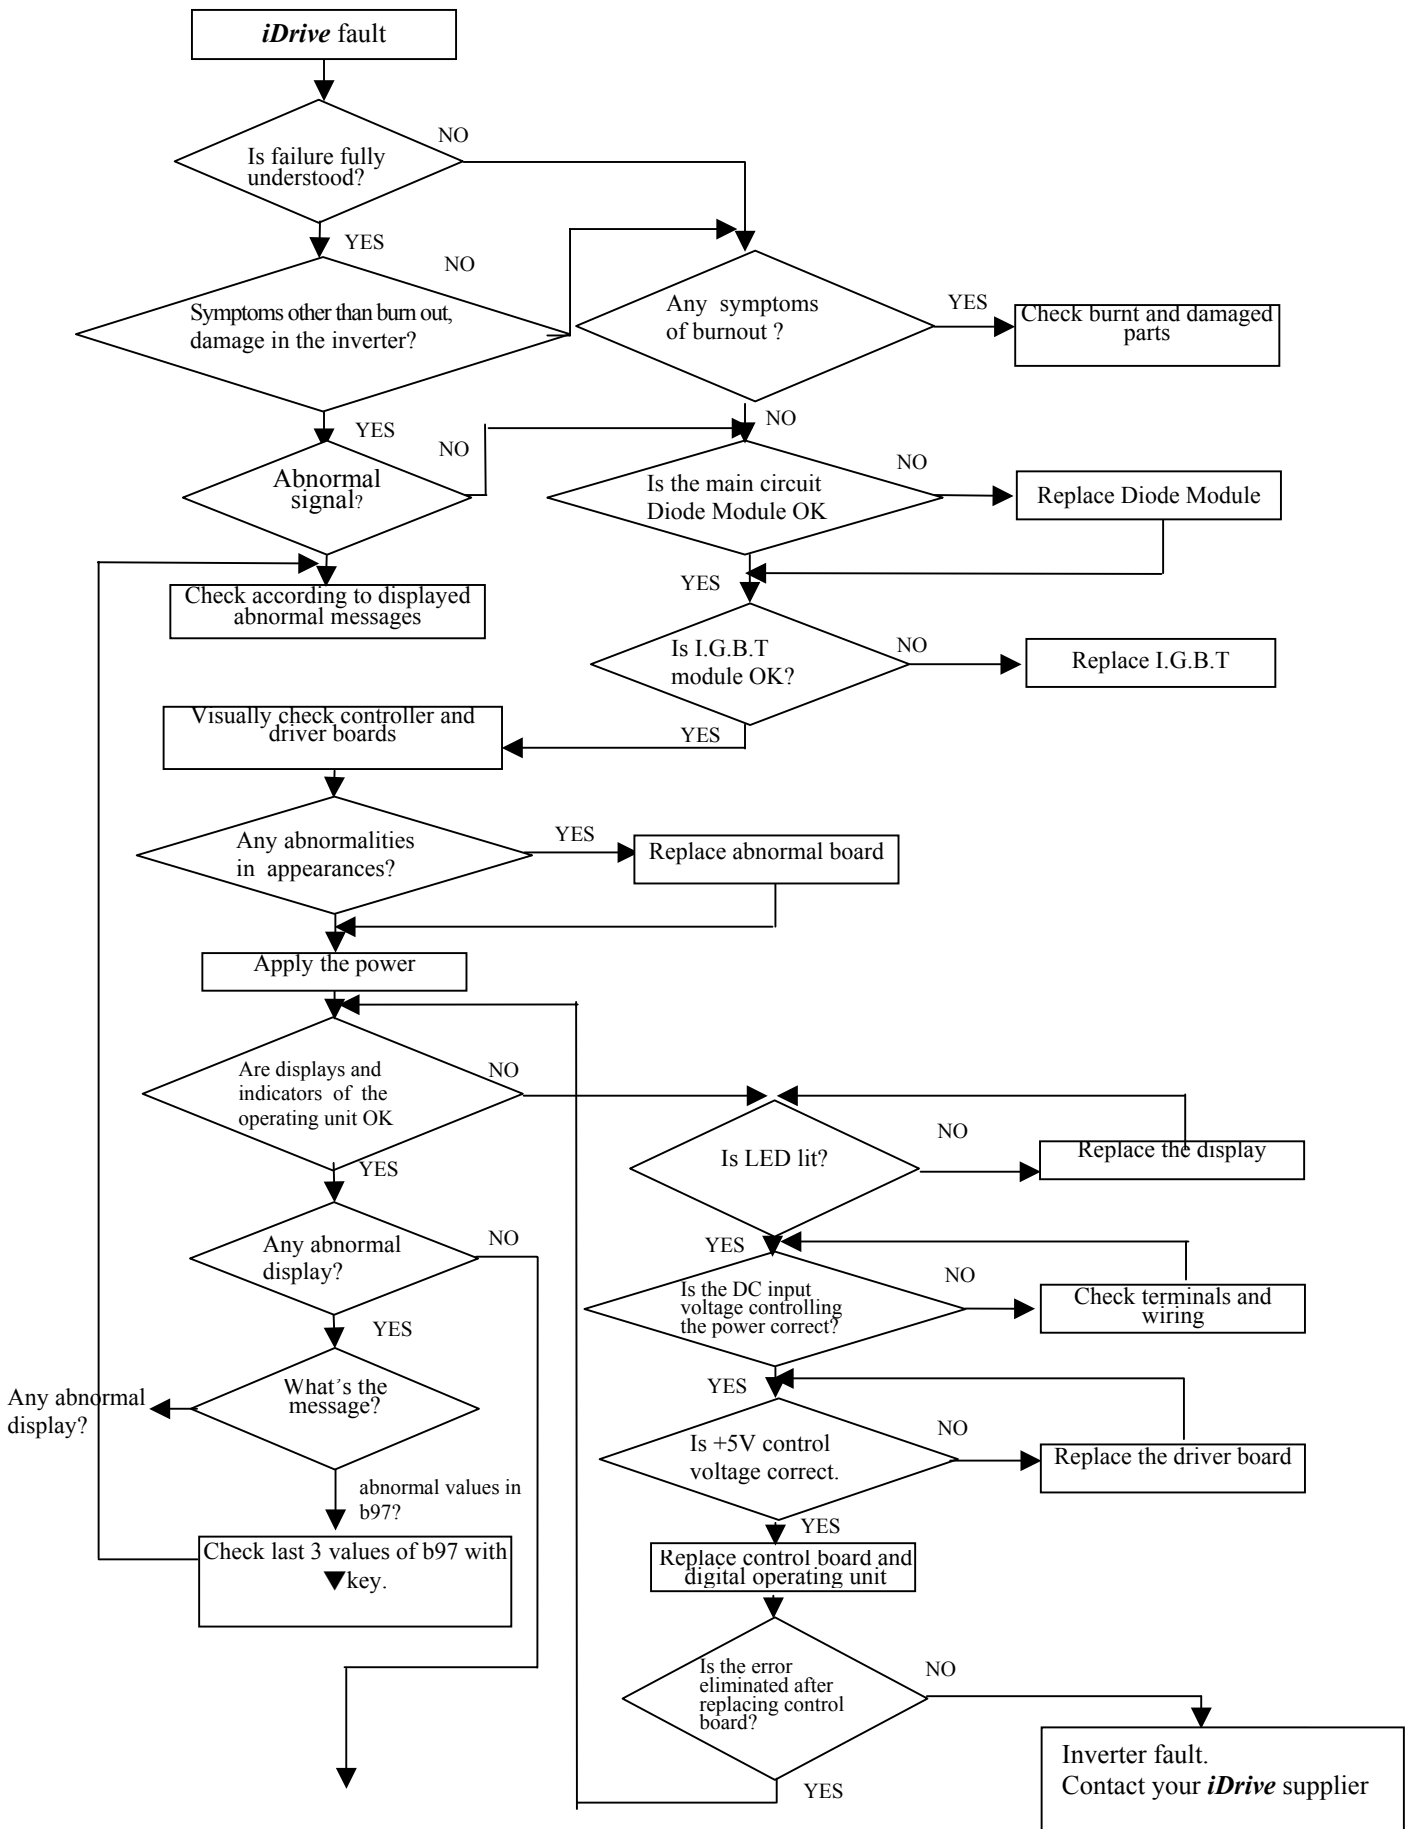 iDrive fault
NO
Is failure fully
understood?
YES
NO
Symptoms other than burn out,
damage in the inverter?
Any symptoms
of burnout ?
YES
Check burnt and damaged
parts
YES
NO
NO
Abnormal
signal?
Is the main circuit
Diode Module OK
NO
Replace Diode Module
YES
Check according to displayed
abnormal messages
Is I.G.B.T
module OK?
NO
Replace I.G.B.T
YES
Visually check controller and
driver boards
Any abnormalities
in appearances?
YES
Replace abnormal board
Apply the power
Are displays and
indicators of the
operating unit OK
NO
YES
Is LED lit?
NO
Replace the display
YES
Any abnormal
display?
NO
YES
Is the DC input
voltage controlling
the power correct?
NO
Check terminals and
wiring
YES
What's the
message?
Any abnormal
display?
abnormal values in
b97?
Is +5V control
voltage correct.
NO
Replace the driver board
YES
Check last 3 values of b97 with
▼key.
Replace control board and
digital operating unit
Is the error
eliminated after
replacing control
board?
NO
YES
Inverter fault.
Contact your iDrive supplier